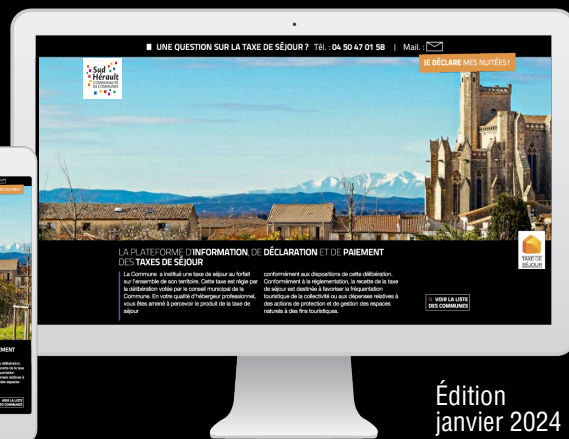 UNE QUESTION SUR LA TAXE DE SÉJOUR ? Tél. : 04 50 47 01 58 | Mail. :
JE DÉCLARE MES NUITÉES !
Sud
Hérault
COMMUNAUTÉ
DE COMMUNES
LA PLATEFORME D'INFORMATION, DE DÉCLARATION ET DE PAIEMENT
DES TAXES DE SÉJOUR
La Commune a institué une taxe de séjour au forfait
sur l'ensemble de son territoire. Cette taxe est régie par
la délibération votée par le conseil municipal de la
Commune. En votre qualité d'hébergeur professionnel,
vous êtes amené à percevoir le produit de la taxe de
séjour
conformément aux dispositions de cette délibération.
Conformément à la réglementation, la recette de la taxe
de séjour est destinée à favoriser la fréquentation
touristique de la collectivité ou aux dépenses relatives à
des actions de protection et de gestion des espaces
naturels à des fins touristiques.
TAXE DE
SÉJOUR
VOIR LA LISTE
DES COMMUNES
Édition
janvier 2024